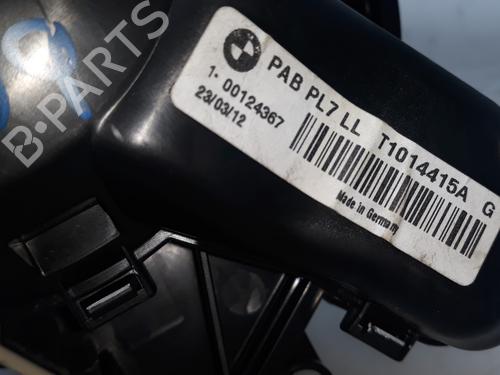 PAB PL7 LL T1014415A G
1- 00124367
23/03/12
Made in Germany
B-PARTS